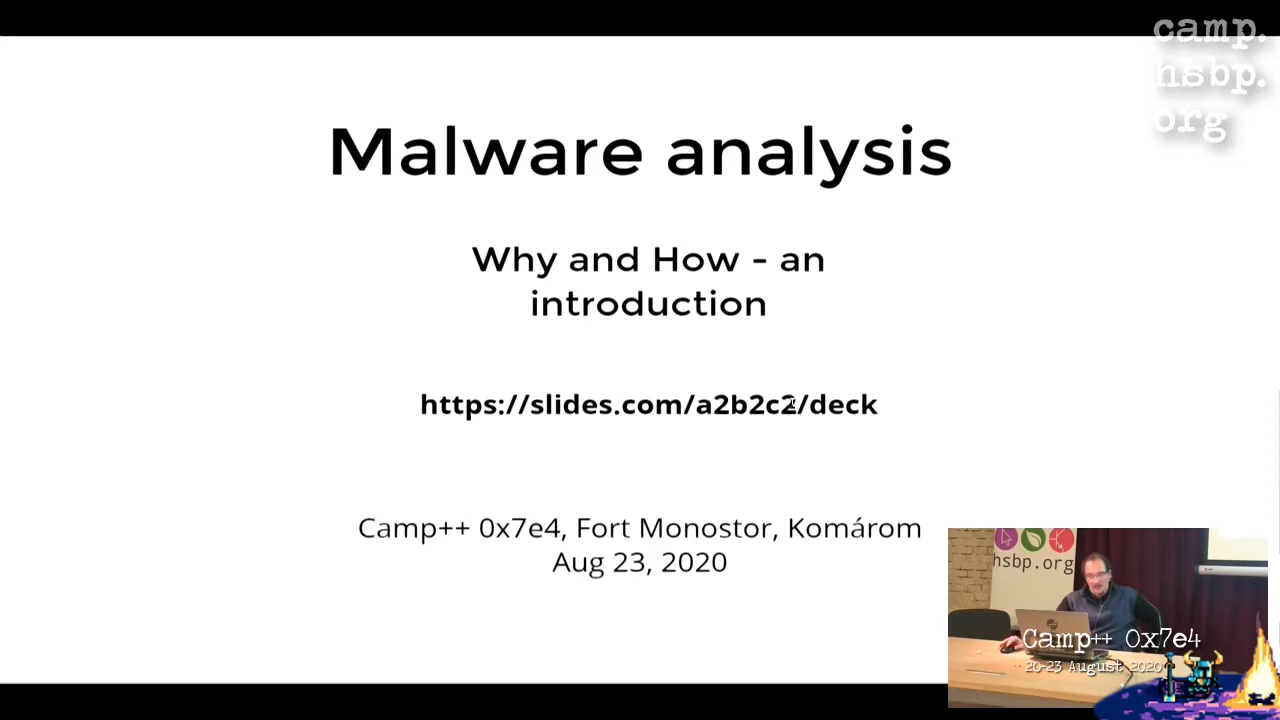 camp.
hsbp.
org
Malware analysis
Why and How - an
introduction
https://slides.com/a2b2c2/deck
Camp++ 0x7e4, Fort Monostor, Komárom
Aug 23, 2020
hsbp.org
Camp++ 0x7e4
20-23 August 2020